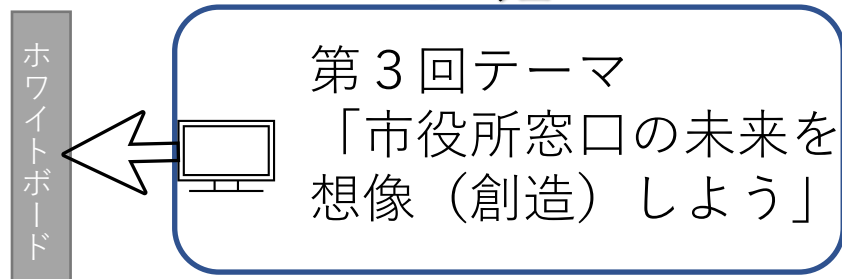 ホワイトボード
第３回テーマ
「市役所窓口の未来を
想像（創造）しよう」